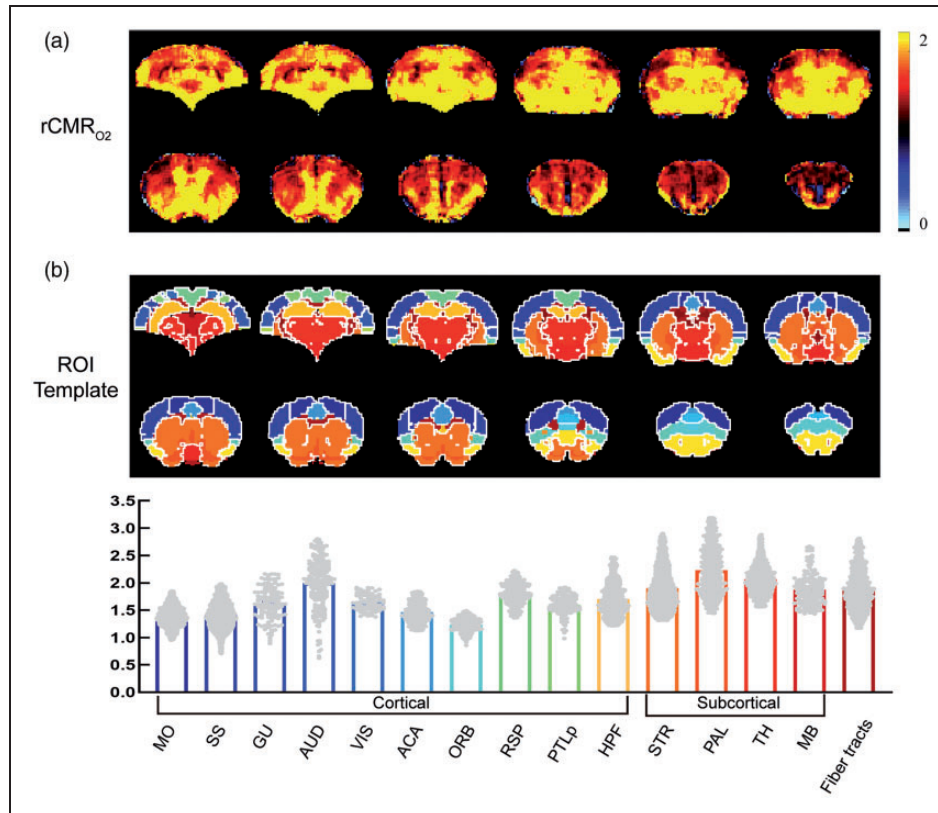 (a)
rCMRO2
2
0
(b)
ROI
Template
3.5
3.0
2.5
2.0
1.5
1.0
0.5
0.0
Cortical
Subcortical
MO
SS
GU
AUD
VIS
ACA
ORB
RSP
PTLp
HPF
STR
PAL
TH
MB
Fiber tracts